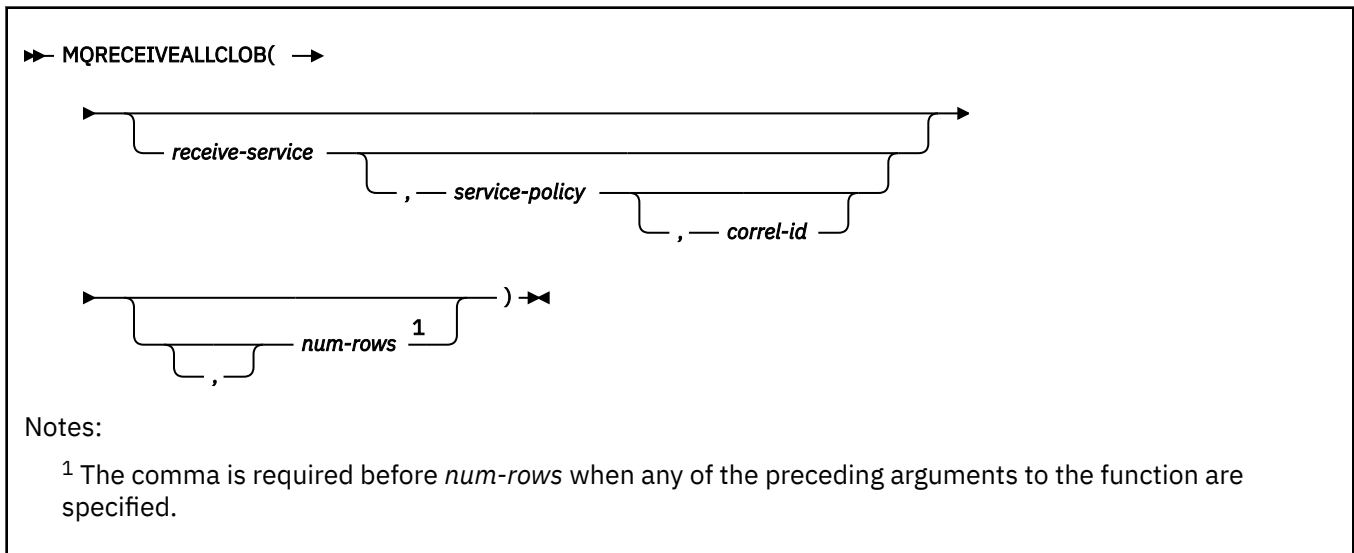 MQRECEIVEALLCLOB(
receive-service
, service-policy
, correl-id
)
num-rows 1
,
Notes:
1 The comma is required before num-rows when any of the preceding arguments to the function are
specified.